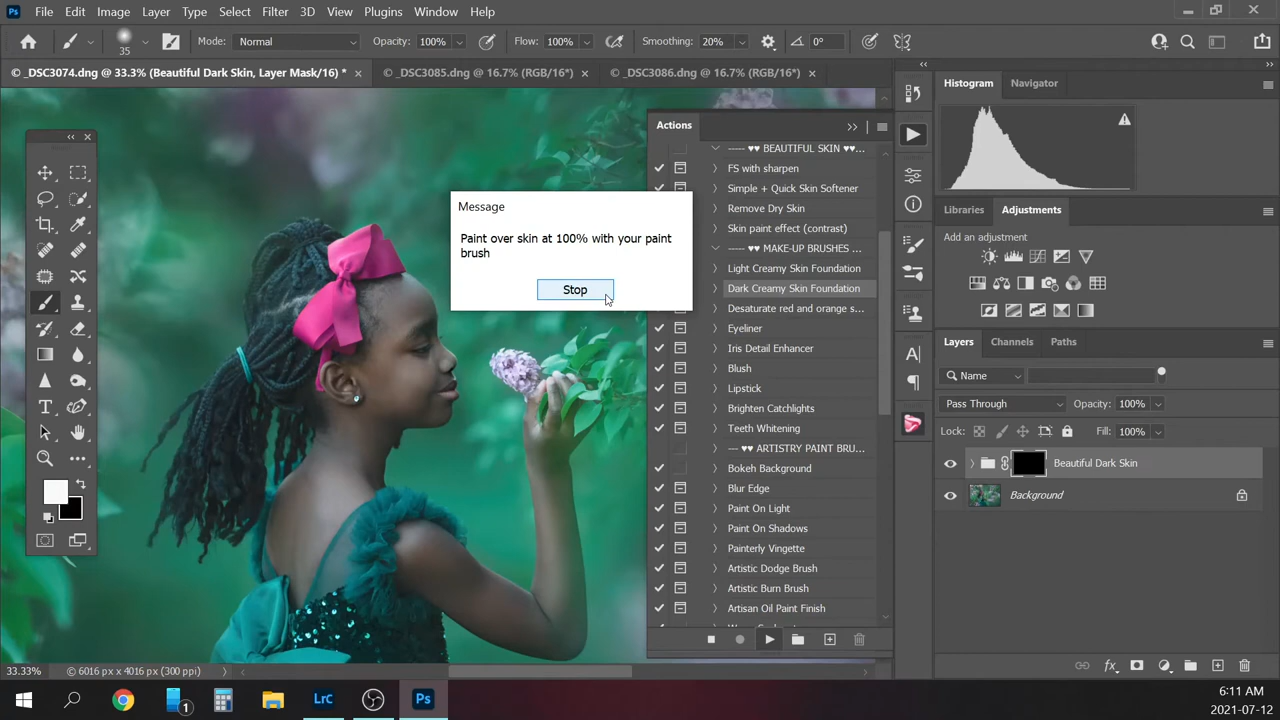 Ps File Edit Image Layer Type Select Filter 3D View Plugins Window Help
35 Mode: Normal Opacity: 100% Flow: 100% Smoothing: 20% 0°
© _DSC3074.dng @ 33.3% (Beautiful Dark Skin, Layer Mask/16) * © _DSC3085.dng @ 16.7% (RGB/16*) © _DSC3086.dng @ 16.7% (RGB/16*)
Histogram Navigator
Actions
----- ♥♥ BEAUTIFUL SKIN ♥♥...
FS with sharpen
Simple + Quick Skin Softener
Remove Dry Skin
Skin paint effect (contrast)
----- ♥♥ MAKE-UP BRUSHES ...
Light Creamy Skin Foundation
Dark Creamy Skin Foundation
Desaturate red and orange s...
Eyeliner
Iris Detail Enhancer
Blush
Lipstick
Brighten Catchlights
Teeth Whitening
--- ♥♥ ARTISTRY PAINT BRU...
Bokeh Background
Blur Edge
Paint On Light
Paint On Shadows
Painterly Vingette
Artistic Dodge Brush
Artistic Burn Brush
Artisan Oil Paint Finish
Message
Paint over skin at 100% with your paint
brush
Stop
Libraries Adjustments
Add an adjustment
Layers Channels Paths
Name
Pass Through Opacity: 100%
Lock: Fill: 100%
Beautiful Dark Skin
Background
33.33% © 6016 px x 4016 px (300 ppi)
1 Lrc Ps
6:11 AM
2021-07-12